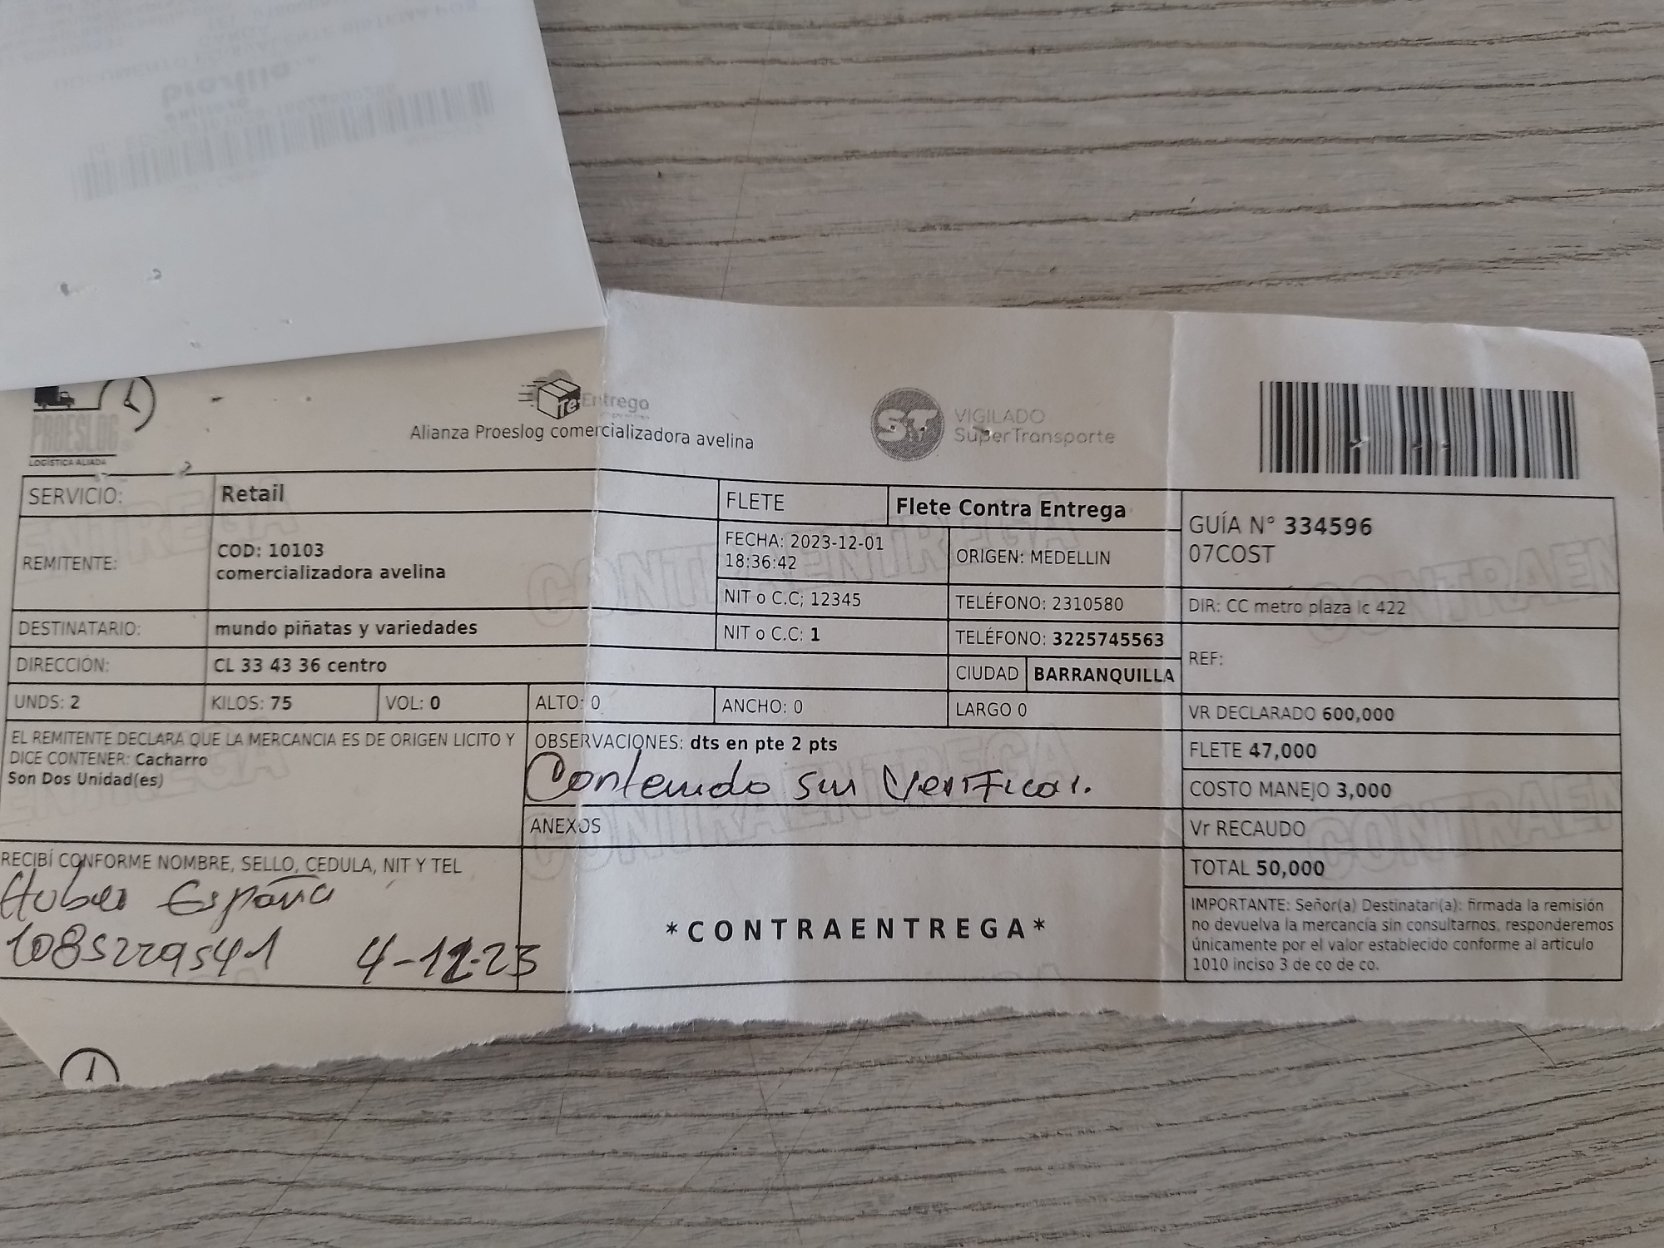 PROESLOG
LOGÍSTICA ALIADA
reEntrega
Alianza Proeslog comercializadora avelina
ST
VIGILADO
SuperTransporte
SERVICIO: Retail
FLETE Flete Contra Entrega
GUÍA N° 334596
07COST
REMITENTE: COD: 10103
comercializadora avelina
FECHA: 2023-12-01
18:36:42
ORIGEN: MEDELLIN
NIT o C.C; 12345
TELÉFONO: 2310580
DIR: CC metro plaza lc 422
DESTINATARIO: mundo piñatas y variedades
NIT o C.C: 1
TELÉFONO: 3225745563
REF:
DIRECCIÓN: CL 33 43 36 centro
CIUDAD BARRANQUILLA
UNDS: 2 KILOS: 75 VOL: 0 ALTO: 0 ANCHO: 0 LARGO 0
VR DECLARADO 600,000
EL REMITENTE DECLARA QUE LA MERCANCIA ES DE ORIGEN LICITO Y
DICE CONTENER: Cacharro
Son Dos Unidad(es)
OBSERVACIONES: dts en pte 2 pts
Contenido sin Verificar.
FLETE 47,000
COSTO MANEJO 3,000
ANEXOS
Vr RECAUDO
TOTAL 50,000
RECIBÍ CONFORME NOMBRE, SELLO, CEDULA, NIT Y TEL
España
1085229541 4-12-23
*CONTRAENTREGA*
IMPORTANTE: Señor(a) Destinatari(a): firmada la remisión
no devuelva la mercancía sin consultarnos, responderemos
únicamente por el valor establecido conforme al articulo
1010 inciso 3 de co de co.